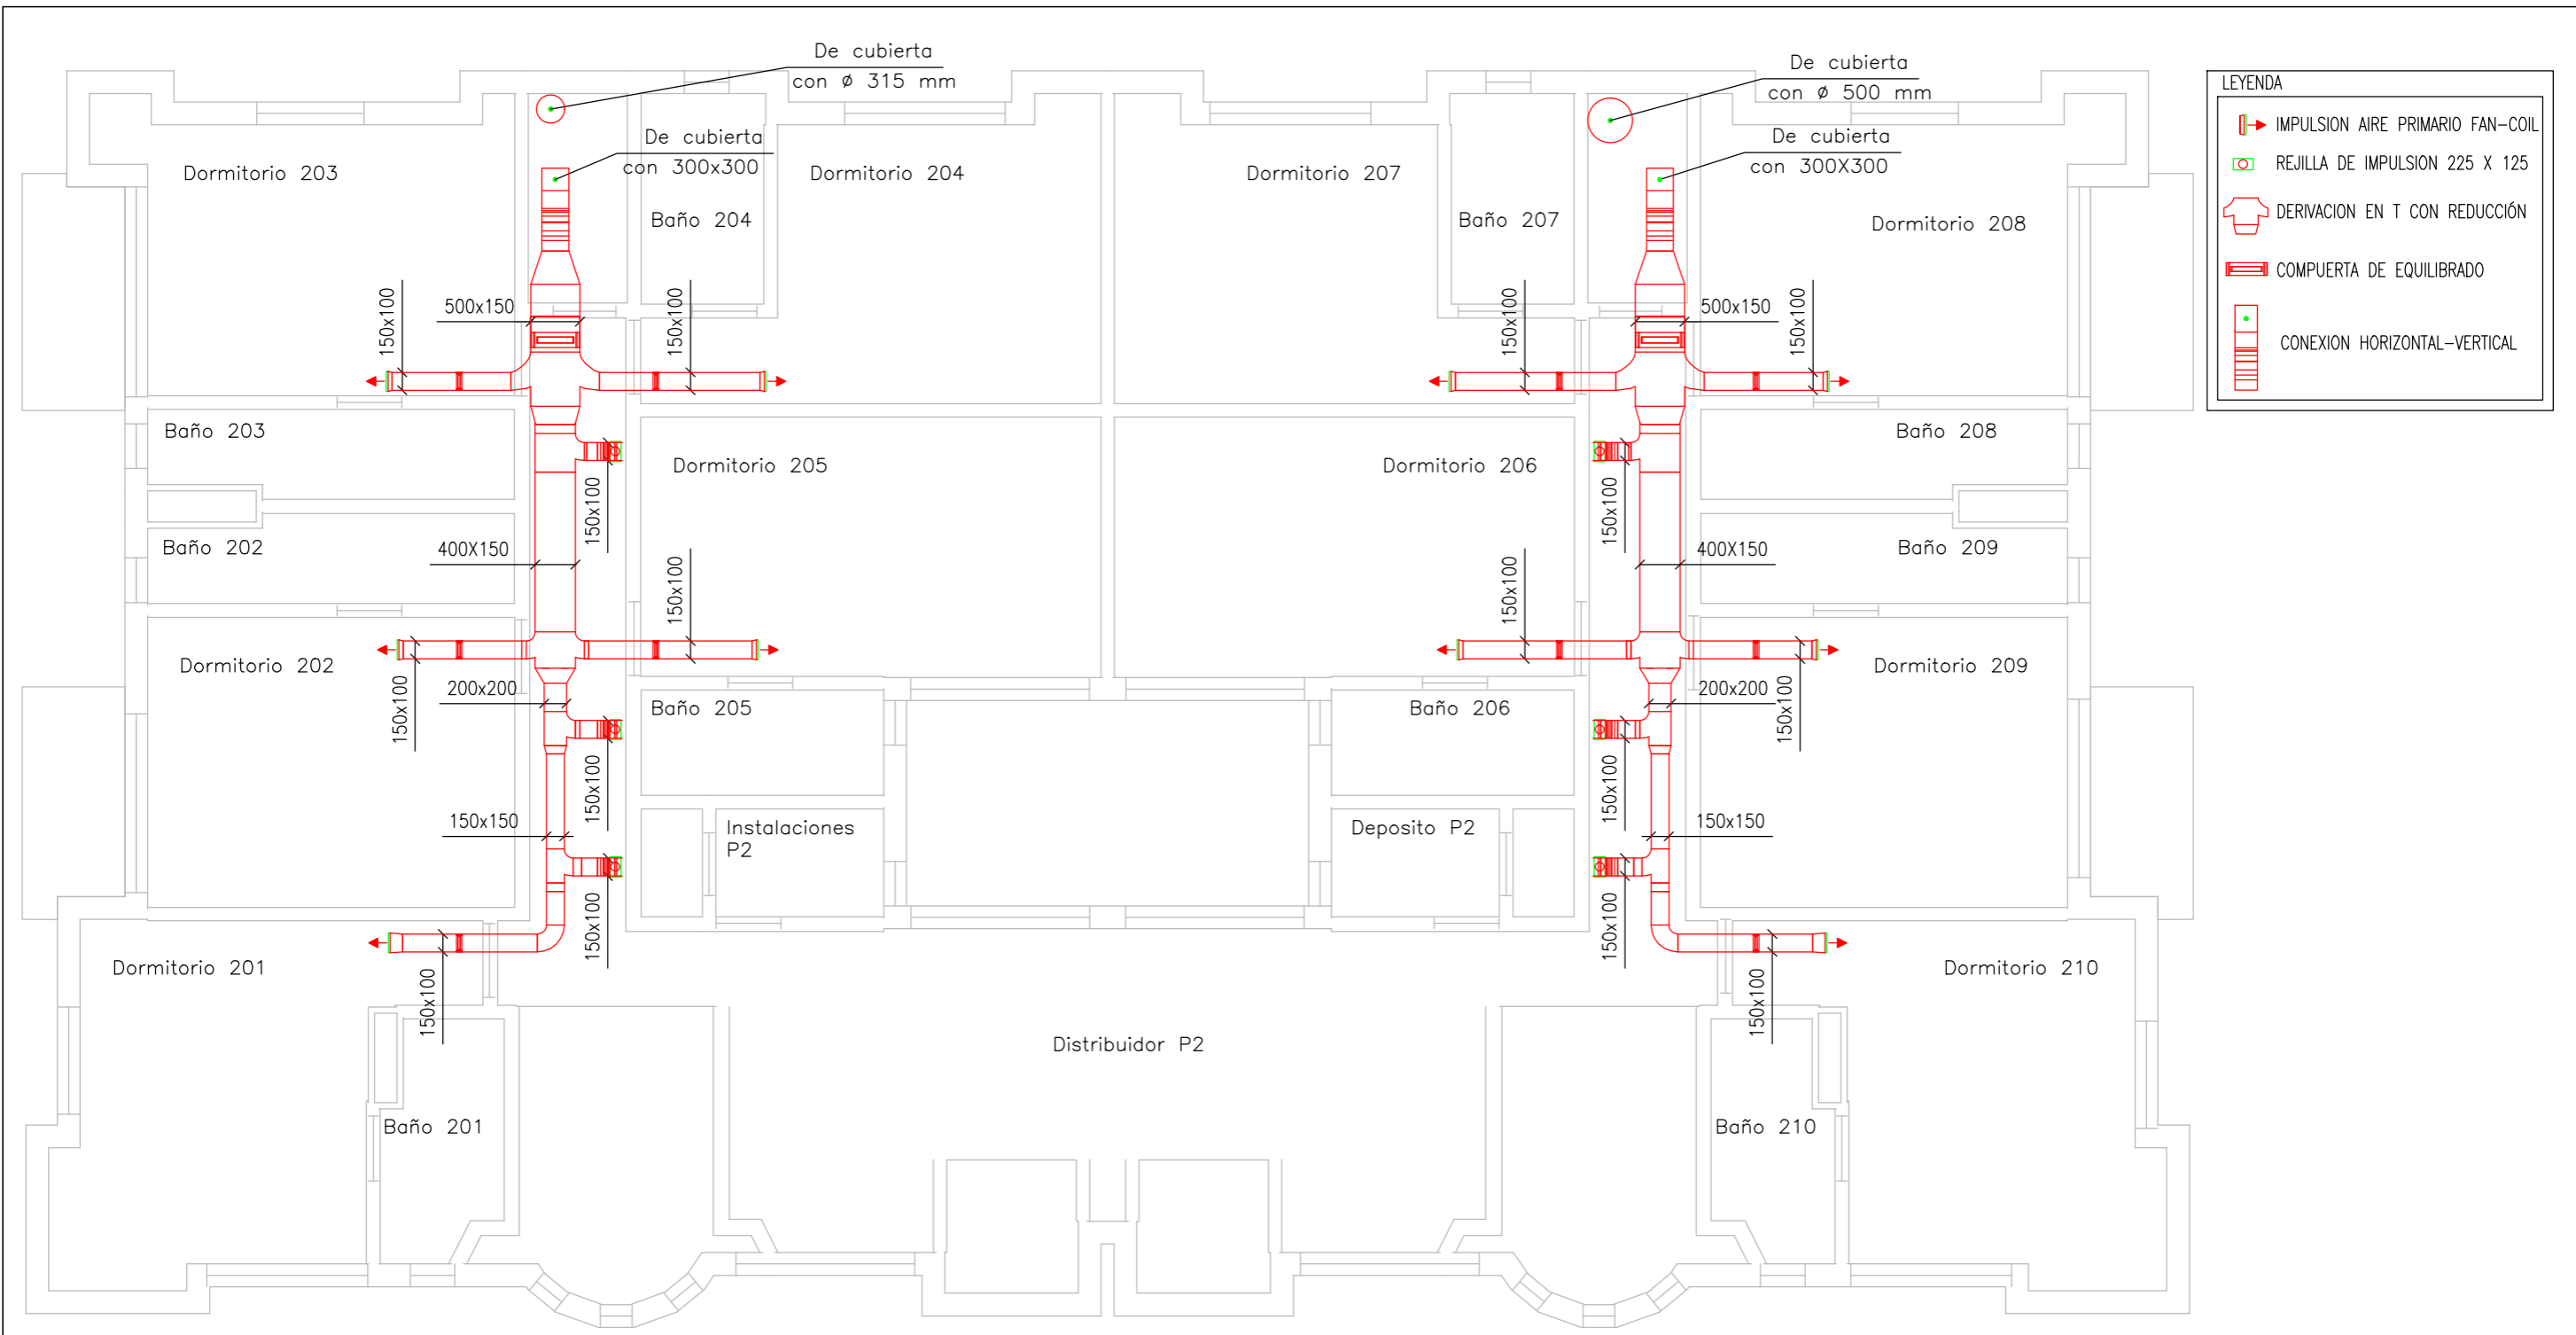 De cubierta
con ø 315 mm
De cubierta
con ø 500 mm
LEYENDA
IMPULSION AIRE PRIMARIO FAN-COIL
REJILLA DE IMPULSION 225 X 125
DERIVACION EN T CON REDUCCIÓN
COMPUERTA DE EQUILIBRADO
CONEXION HORIZONTAL-VERTICAL
De cubierta
con 300x300
De cubierta
con 300X300
Dormitorio 203
Dormitorio 204
Dormitorio 207
Dormitorio 208
Baño 204
Baño 207
150x100
500x150
150x100
150x100
500x150
150x100
Baño 203
Baño 208
Dormitorio 205
Dormitorio 206
150x100
150x100
Baño 202
400X150
400X150
Baño 209
150x100
150x100
Dormitorio 202
Dormitorio 209
150x100
200x200
200x200
150x100
Baño 205
Baño 206
150x100
150x100
150x150
150x150
Instalaciones
P2
Deposito P2
150x100
150x100
Dormitorio 201
Dormitorio 210
150x100
150x100
Distribuidor P2
Baño 201
Baño 210